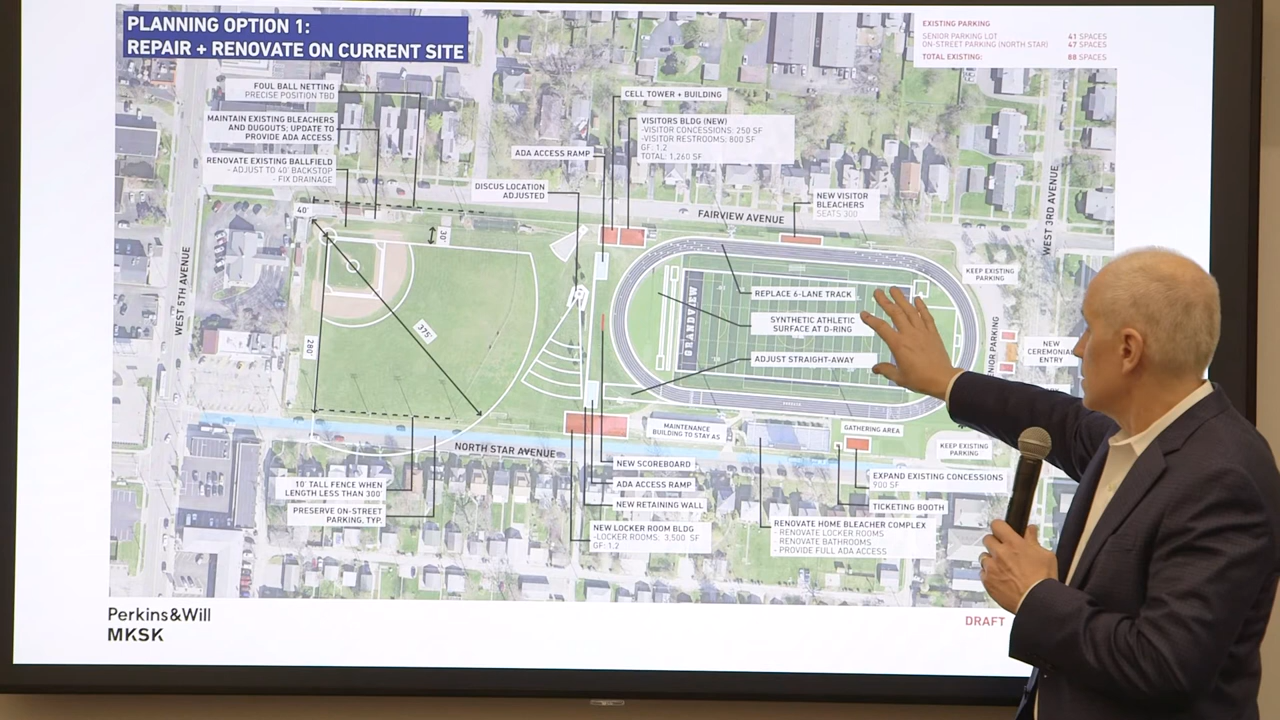 PLANNING OPTION 1:
REPAIR + RENOVATE ON CURRENT SITE
EXISTING PARKING
SENIOR PARKING LOT 41 SPACES
ON-STREET PARKING (NORTH STAR) 47 SPACES
TOTAL EXISTING: 88 SPACES
FOUL BALL NETTING
PRECISE POSITION TBD
MAINTAIN EXISTING BLEACHERS
AND DUGOUTS; UPDATE TO
PROVIDE ADA ACCESS.
RENOVATE EXISTING BALLFIELD
- ADJUST TO 40' BACKSTOP
- FIX DRAINAGE
CELL TOWER + BUILDING
VISITORS BLDG (NEW)
-VISITOR CONCESSIONS: 250 SF
-VISITOR RESTROOMS: 800 SF
GF: 1.2
TOTAL: 1,260 SF
ADA ACCESS RAMP
DISCUS LOCATION
ADJUSTED
NEW VISITOR
BLEACHERS
SEATS 300
FAIRVIEW AVENUE
WEST 3RD AVENUE
WEST 5TH AVENUE
40'
30'
375'
280'
GRANDVIEW
KEEP EXISTING
PARKING
REPLACE 6-LANE TRACK
SYNTHETIC ATHLETIC
SURFACE AT D-RING
ADJUST STRAIGHT-AWAY
PARKING
NEW
CEREMONIAL
ENTRY
MAINTENANCE
BUILDING TO STAY AS
GATHERING AREA
KEEP EXISTING
PARKING
NORTH STAR AVENUE
NEW SCOREBOARD
ADA ACCESS RAMP
NEW RETAINING WALL
NEW LOCKER ROOM BLDG
-LOCKER ROOMS: 3,500 SF
GF: 1.2
10' TALL FENCE WHEN
LENGTH LESS THAN 300'
PRESERVE ON-STREET
PARKING, TYP.
EXPAND EXISTING CONCESSIONS
900 SF
TICKETING BOOTH
RENOVATE HOME BLEACHER COMPLEX
- RENOVATE LOCKER ROOMS
- RENOVATE BATHROOMS
- PROVIDE FULL ADA ACCESS
Perkins&Will
MKSK
DRAFT